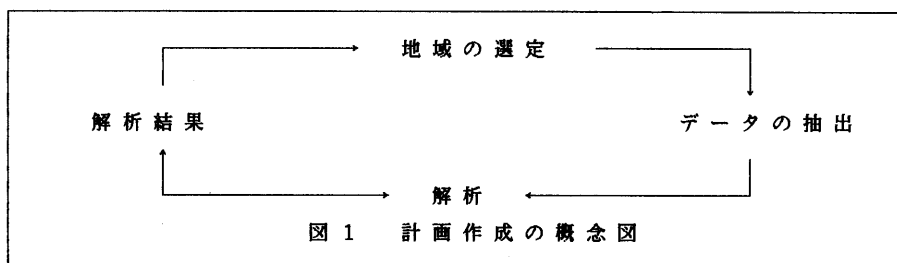 地域の選定
解析結果
データの抽出
解析
図1 計画作成の概念図